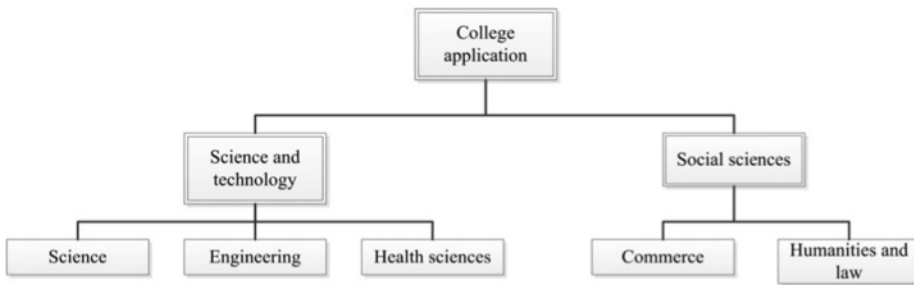 College
application
Science and
technology
Social sciences
Science
Engineering
Health sciences
Commerce
Humanities and
law